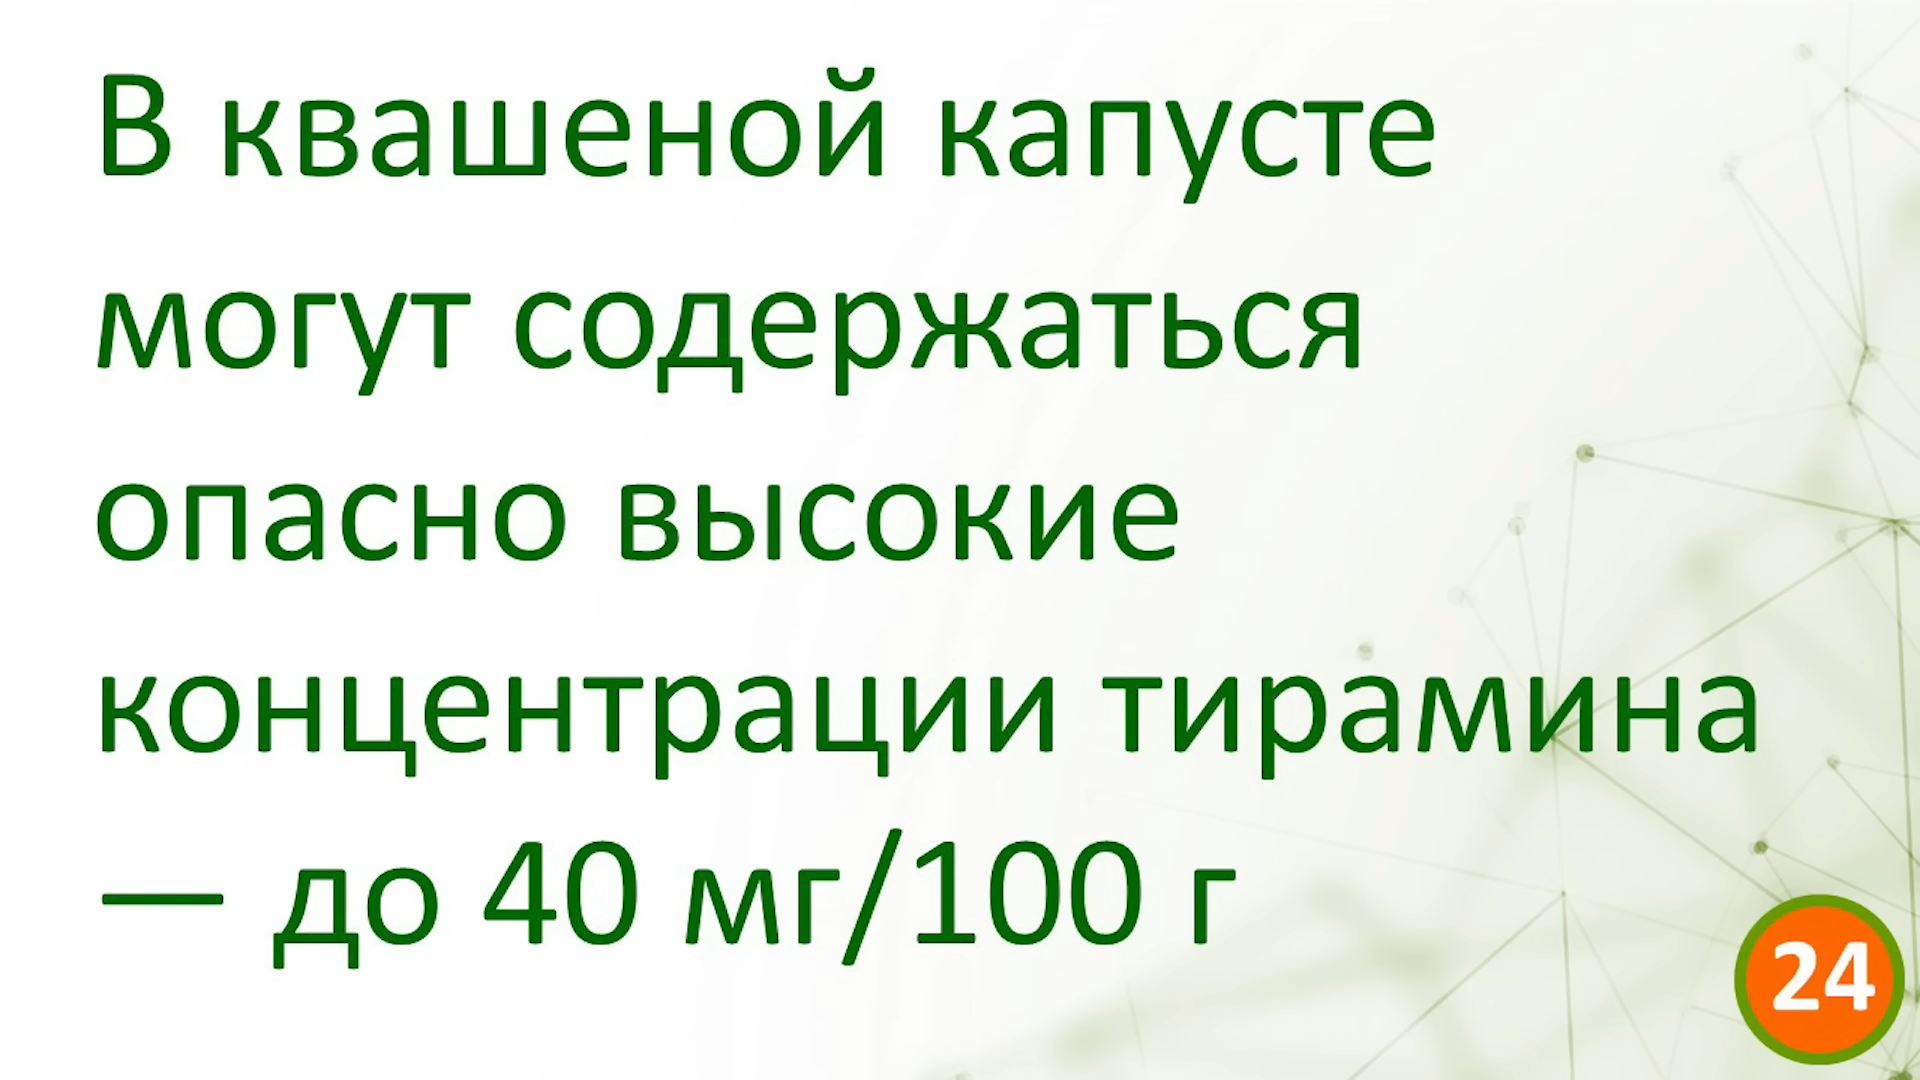 В квашеной капусте
могут содержаться
опасно высокие
концентрации тирамина
— до 40 мг/100 г
24